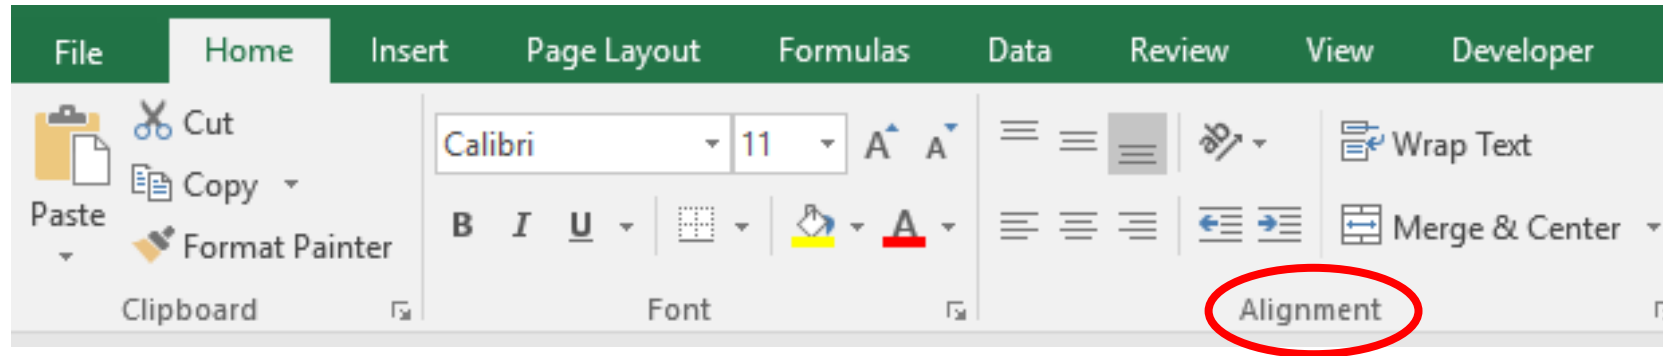 File Home Insert Page Layout Formulas Data Review View Developer
Cut
Calibri 11 A A ab Wrap Text
Copy
Paste
B I U A Merge & Center
Format Painter
Clipboard Font Alignment